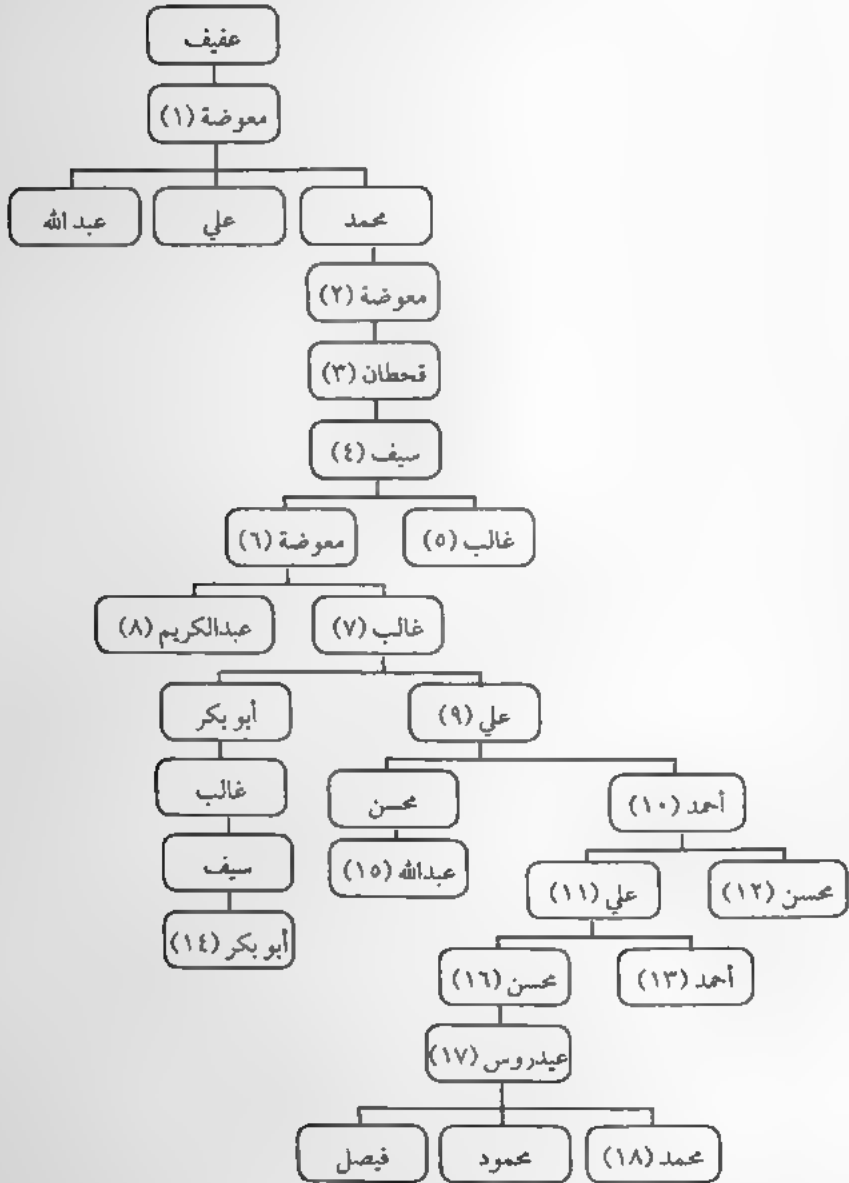 عفيف
معوضة (١)
محمد
علي
عبدالله
معوضة (٢)
قحطان (٣)
سيف (٤)
غالب (٥)
معوضة (٦)
غالب (٧)
عبدالكريم (٨)
علي (٩)
أبو بكر
أحمد (١٠)
محسن
غالب
محسن (١٢)
علي (١١)
عبدالله (١٥)
سيف
أحمد (١٣)
محسن (١٦)
أبو بكر (١٤)
عيدروس (١٧)
محمد (١٨)
محمود
فيصل